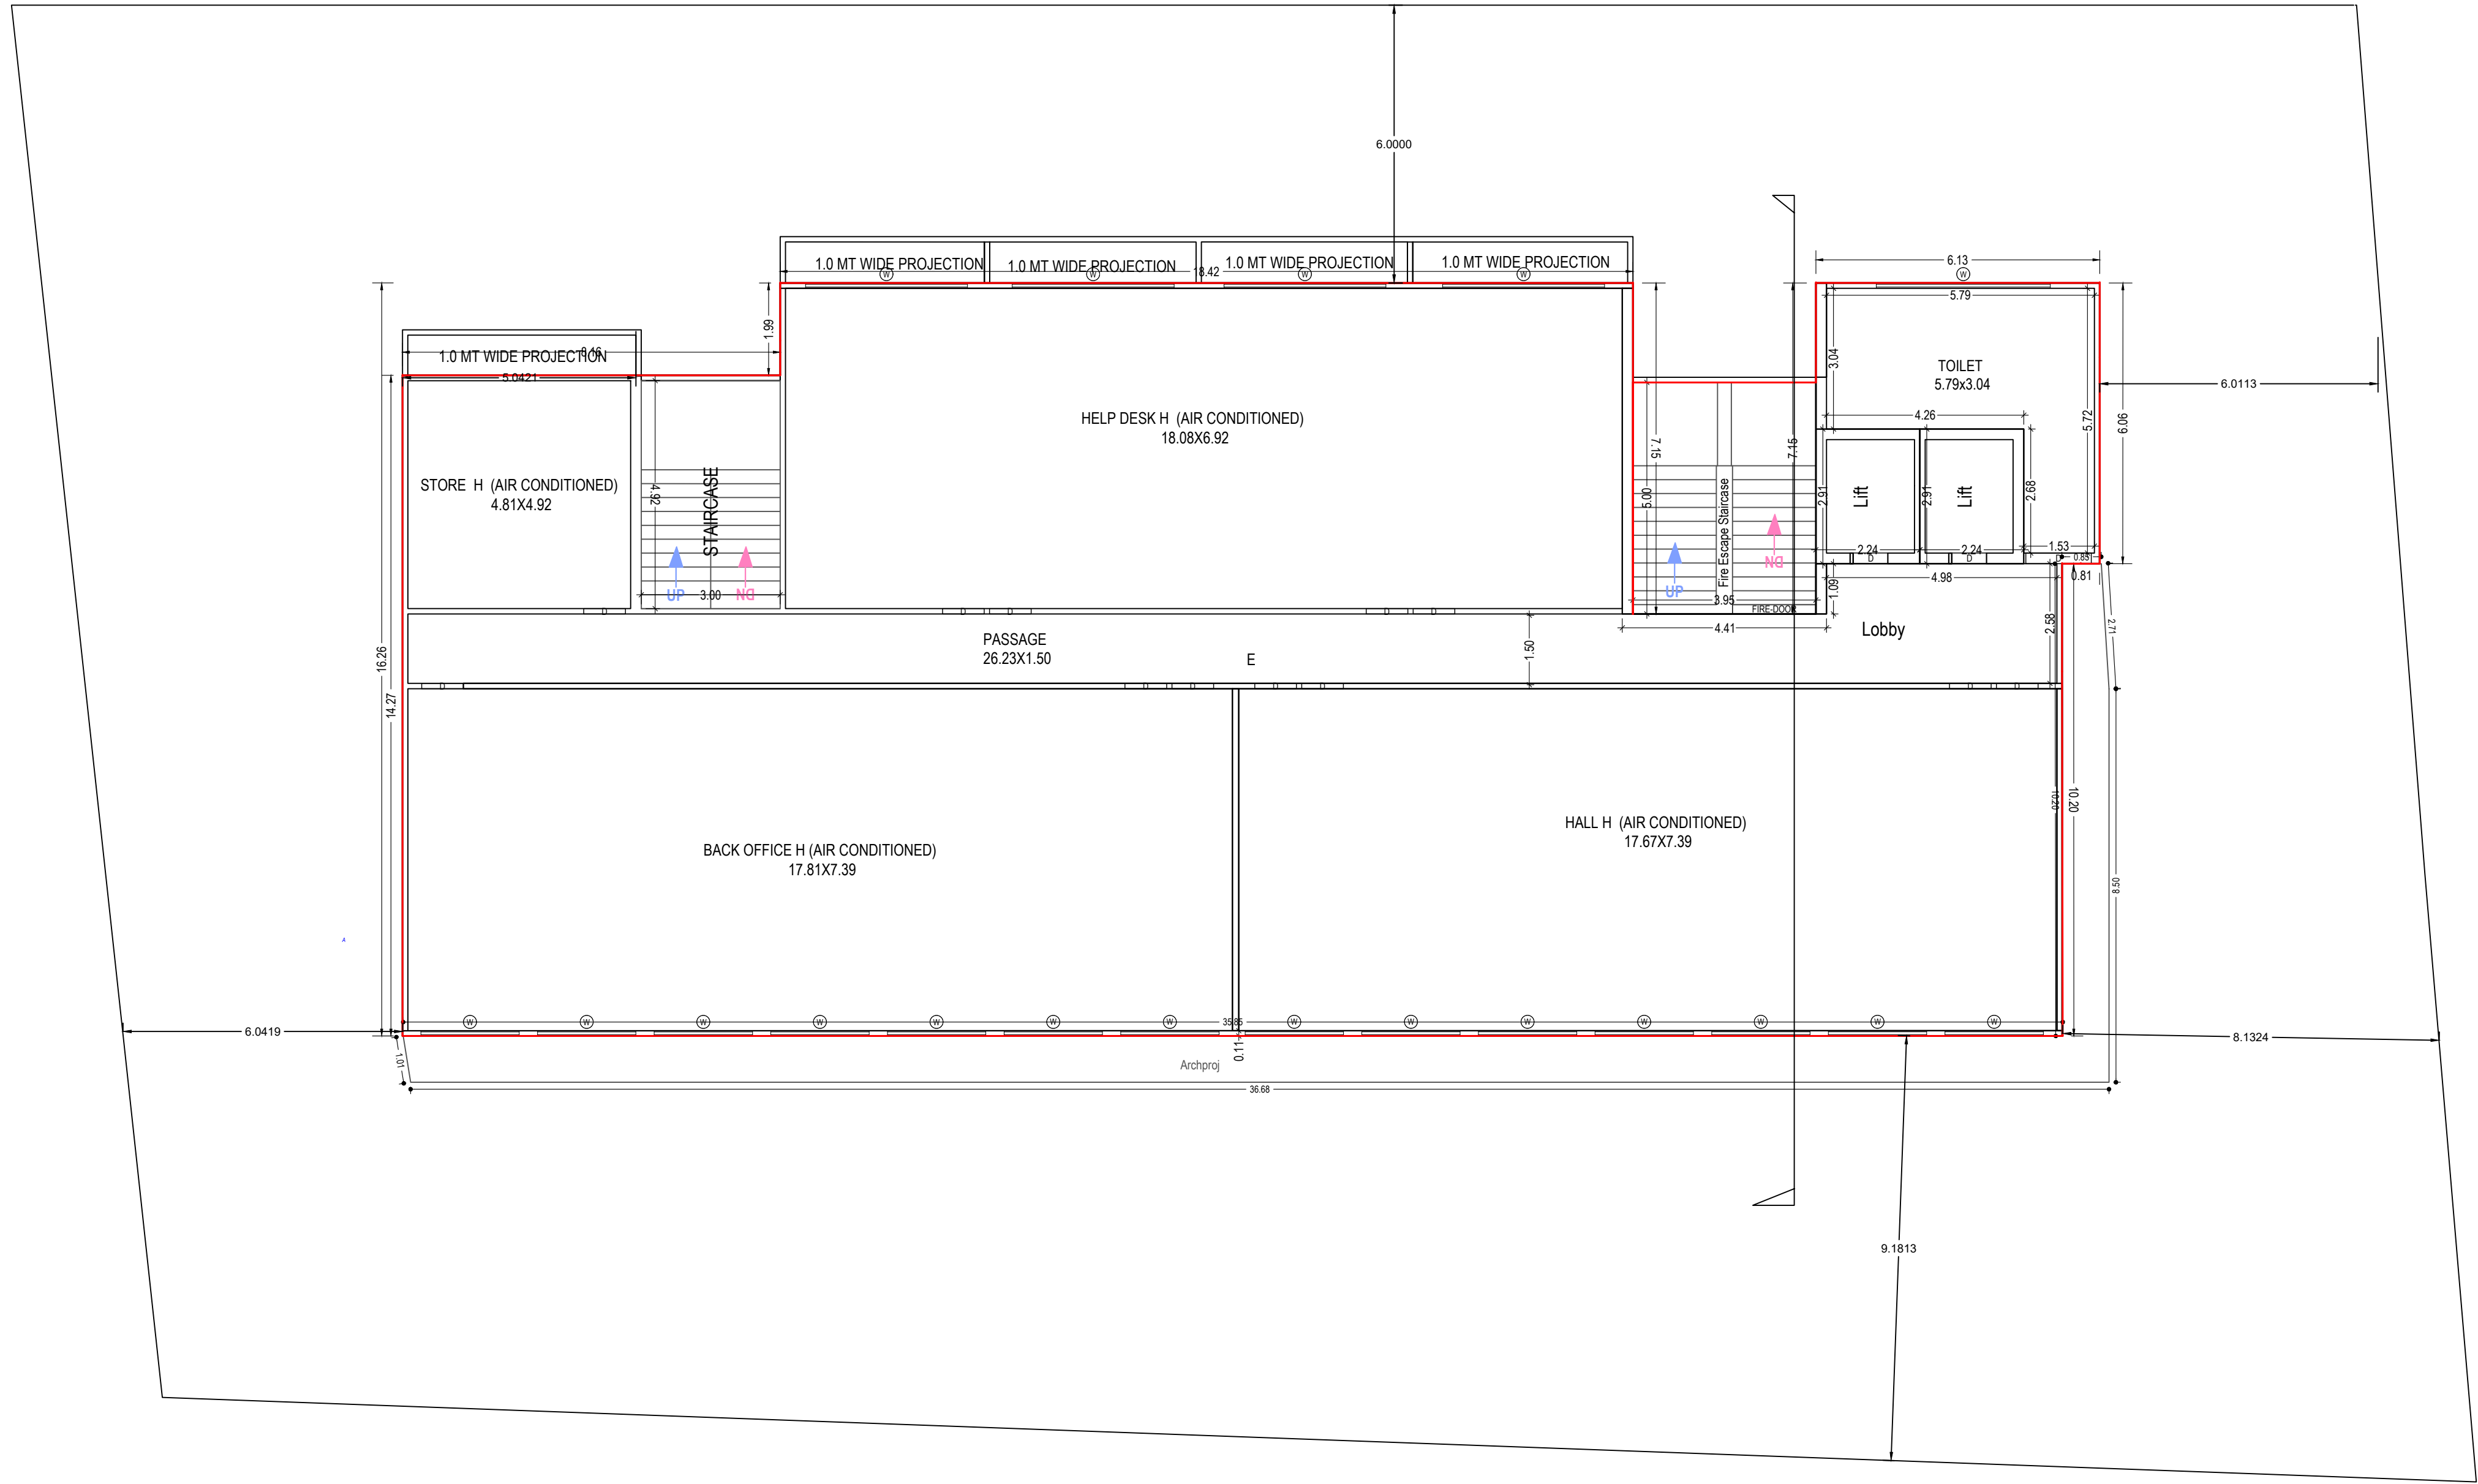 6.0000
1.0 MT WIDE PROJECTION
1.0 MT WIDE PROJECTION
1.0 MT WIDE PROJECTION
1.0 MT WIDE PROJECTION
18.42
W
W
W
W
6.13
W
5.79
1.99
1.0 MT WIDE PROJECTION
8.16
5.0421
3.04
TOILET
5.79x3.04
6.0113
4.26
5.72
6.06
HELP DESK H (AIR CONDITIONED)
18.08X6.92
7.15
7.15
STORE H (AIR CONDITIONED)
4.81X4.92
4.92
STAIRCASE
5.00
Fire Escape Staircase
2.91
Lift
2.91
Lift
2.68
UP
3.00
DN
UP
DN
3.95
FIRE-DOOR
2.24
2.24
1.53
D
D
D
0.85
0.81
4.98
1.09
D
D
D
D
D
4.41
Lobby
2.58
2.71
PASSAGE
26.23X1.50
E
1.50
16.26
14.27
HALL H (AIR CONDITIONED)
17.67X7.39
10.20
10.20
BACK OFFICE H (AIR CONDITIONED)
17.81X7.39
8.50
A
W
W
W
W
W
W
W
35.85
W
W
W
W
W
W
W
6.0419
8.1324
1.01
0.11
Archproj
36.68
9.1813